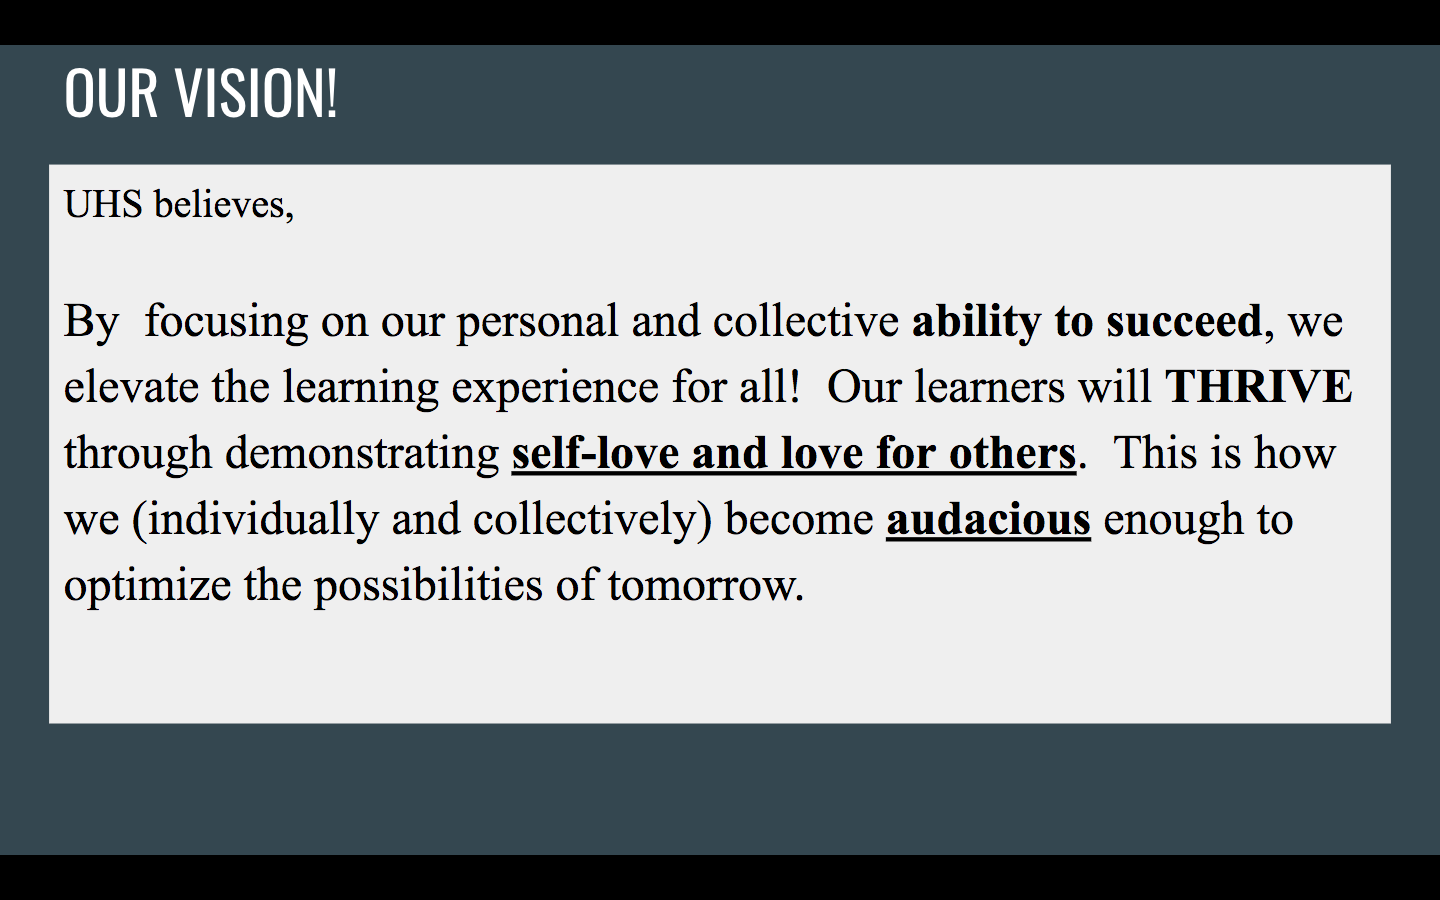 OUR VISION!
UHS believes,
By  focusing on our personal and collective ability to succeed, we
elevate the learning experience for all!  Our learners will THRIVE
through demonstrating self-love and love for others.  This is how
we (individually and collectively) become audacious enough to
optimize the possibilities of tomorrow.